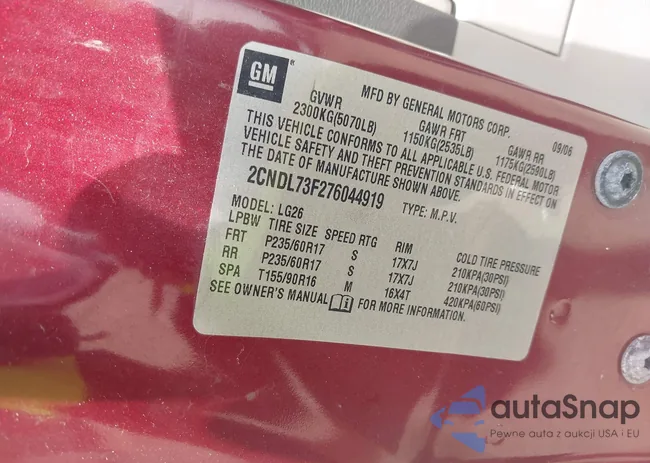 GM ®
MFD BY GENERAL MOTORS CORP. 09/06
GVWR GAWR FRT GAWR RR
2300KG(5070LB) 1150KG(2535LB) 1175KG(2590LB)
THIS VEHICLE CONFORMS TO ALL APPLICABLE U.S. FEDERAL MOTOR
VEHICLE SAFETY AND THEFT PREVENTION STANDARDS IN EFFECT ON
THE DATE OF MANUFACTURE SHOWN ABOVE.
2CNDL73F276044919 TYPE: M.P.V.
MODEL: LG26
LPBW TIRE SIZE SPEED RTG RIM COLD TIRE PRESSURE
FRT P235/60R17 S 17X7J 210KPA(30PSI)
RR P235/60R17 S 17X7J 210KPA(30PSI)
SPA T155/90R16 M 16X4T 420KPA(60PSI)
SEE OWNER'S MANUAL i FOR MORE INFORMATION.
autaSnap
Pewne auta z aukcji USA i EU